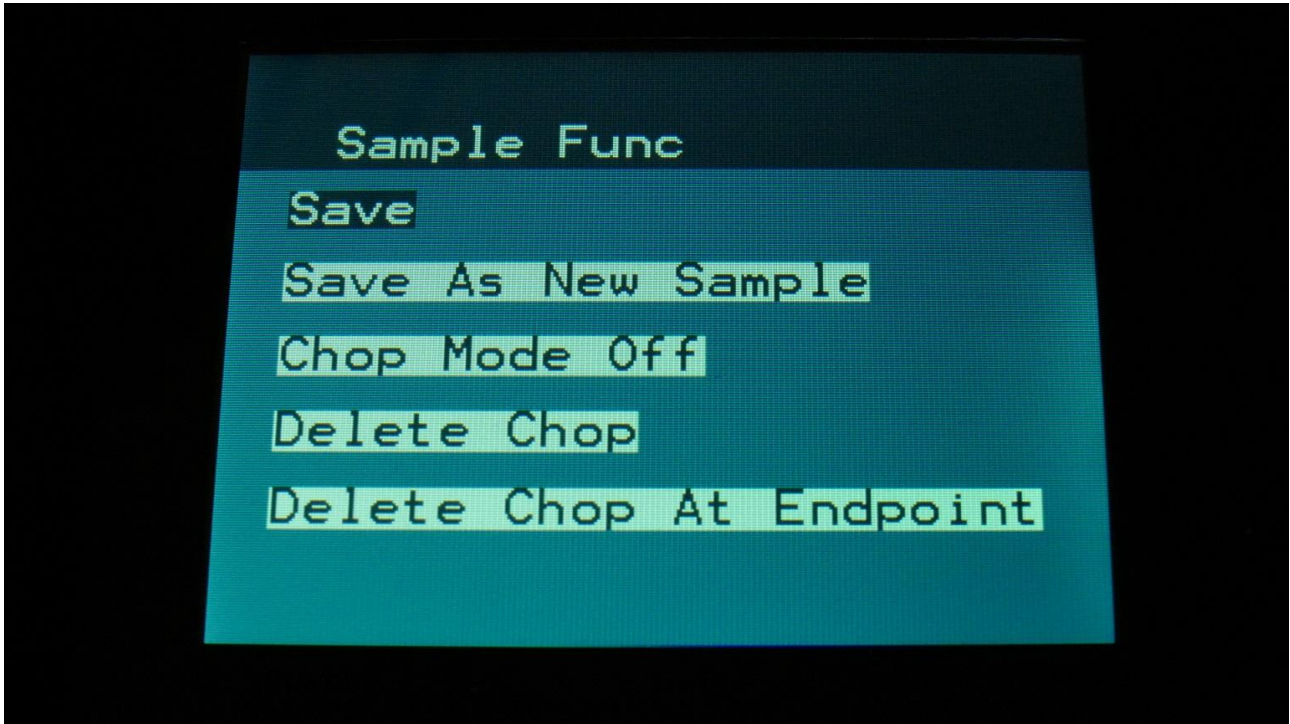 Sample Func
Save
Save As New Sample
Chop Mode Off
Delete Chop
Delete Chop At Endpoint